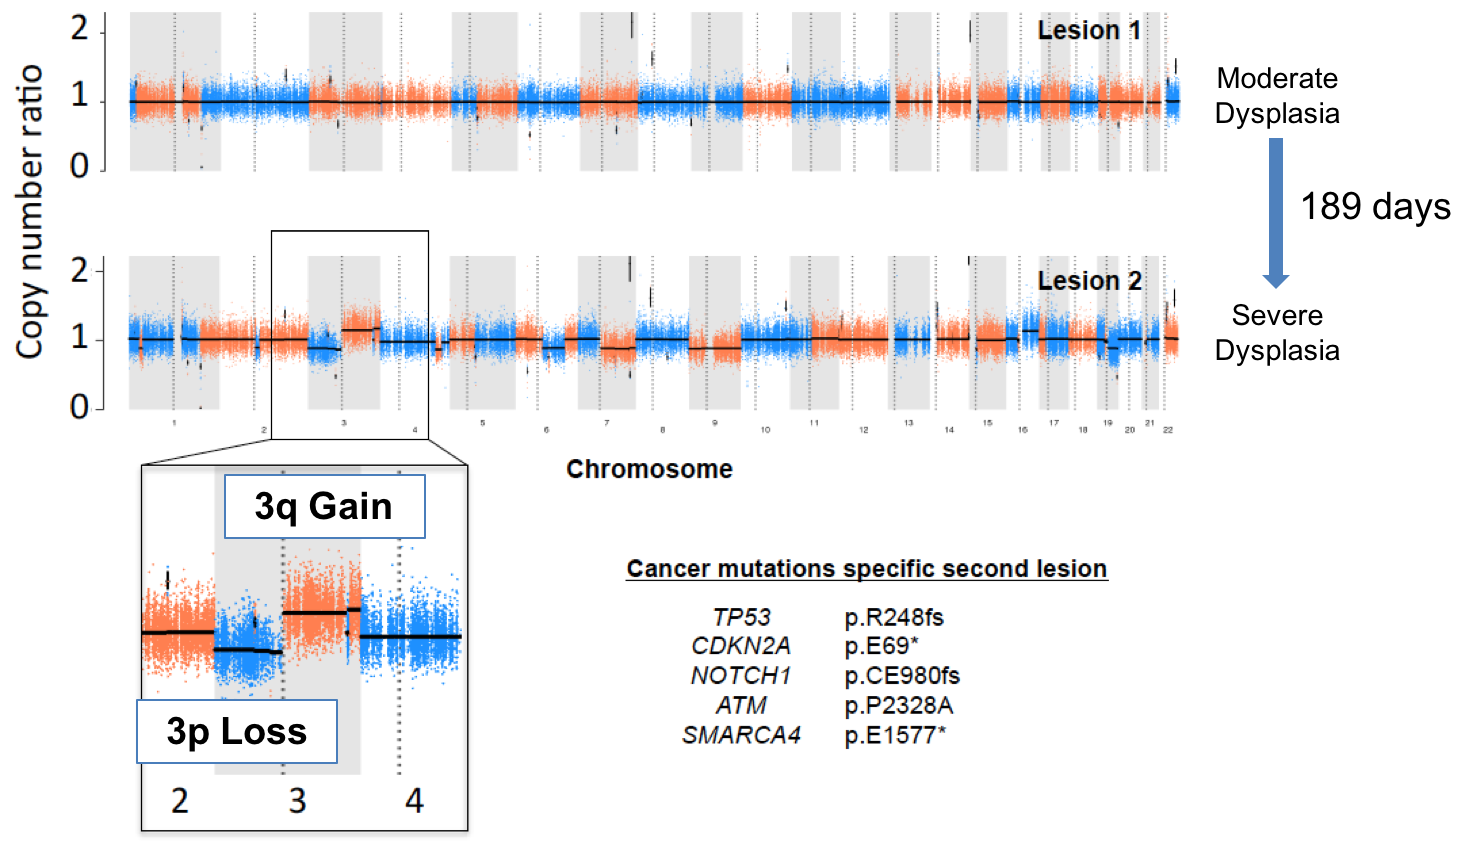 Copy number ratio
2
1
0
Lesion 1
Moderate
Dysplasia
189 days
2
1
0
Lesion 2
Severe
Dysplasia
1 2 3 4 5 6 7 8 9 10 11 12 13 14 15 16 17 18 19 20 21 22
Chromosome
3q Gain
3p Loss
2 3 4
Cancer mutations specific second lesion
TP53 p.R248fs
CDKN2A p.E69*
NOTCH1 p.CE980fs
ATM p.P2328A
SMARCA4 p.E1577*